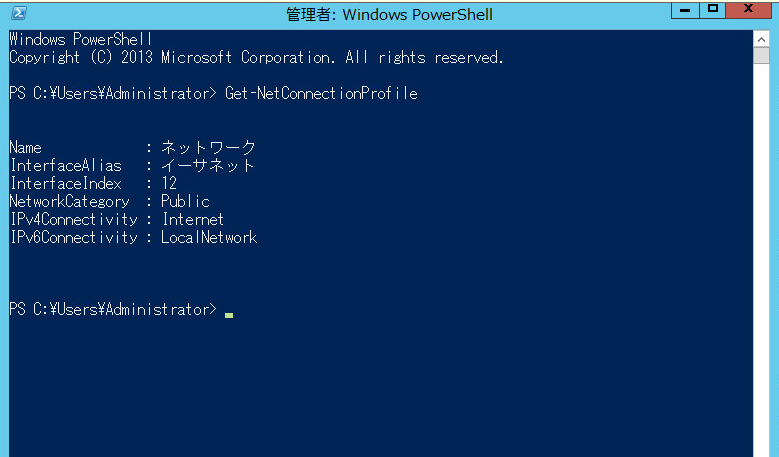 管理者: Windows PowerShell
Windows PowerShell
Copyright (C) 2013 Microsoft Corporation. All rights reserved.
PS C:¥Users¥Administrator> Get-NetConnectionProfile
Name             : ネットワーク
InterfaceAlias   : イーサネット
InterfaceIndex   : 12
NetworkCategory  : Public
IPv4Connectivity : Internet
IPv6Connectivity : LocalNetwork
PS C:¥Users¥Administrator>